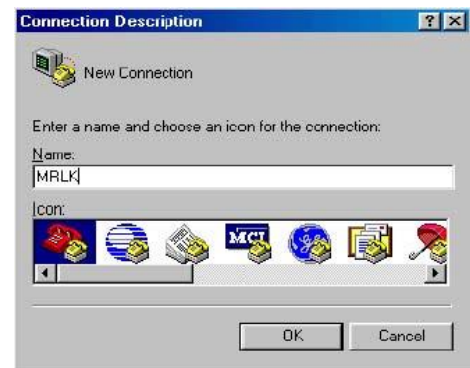 Connection Description
New Connection
Enter a name and choose an icon for the connection:
Name:
MRLK
Icon:
MCI
OK Cancel